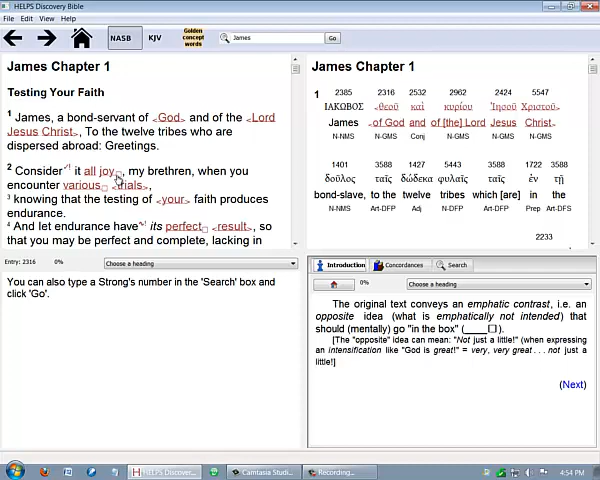 HELPS Discovery Bible
File Edit View Help
NASB
KJV
Golden
concept
words
James
Go
James Chapter 1
Testing Your Faith
1 James, a bond-servant of God and of the Lord
Jesus Christ, To the twelve tribes who are
dispersed abroad: Greetings.
2 Consider it all joy, my brethren, when you
encounter various trials,
3 knowing that the testing of your faith produces
endurance.
4 And let endurance have its perfect result, so
that you may be perfect and complete, lacking in
James Chapter 1
1
2385 2316 2532 2962 2424 5547
ΙΑΚΩΒΟΣ θεοῦ καὶ κυρίου Ἰησοῦ Χριστοῦ
James of God and of [the] Lord Jesus Christ
N-NMS N-GMS Conj N-GMS N-GMS N-GMS
1401 3588 1427 5443 3588 1722 3588
δοῦλος ταῖς δώδεκα φυλαῖς ταῖς ἐν τῇ
bond-slave, to the twelve tribes which [are] in the
N-NMS Art-DFP Adj N-DFP Art-DFP Prep Art-DFS
2233
Entry: 2316 0% Choose a heading
You can also type a Strong's number in the 'Search' box and
click 'Go'.
Introduction Concordances Search
0% Choose a heading
The original text conveys an emphatic contrast, i.e. an
opposite idea (what is emphatically not intended) that
should (mentally) go "in the box" (____□).
[The "opposite" idea can mean: "Not just a little!" (when expressing
an intensification like "God is great!" = very, very great . . . not just a
little!]
(Next)
HELPS Discover...
Camtasia Studi...
Recording...
4:54 PM